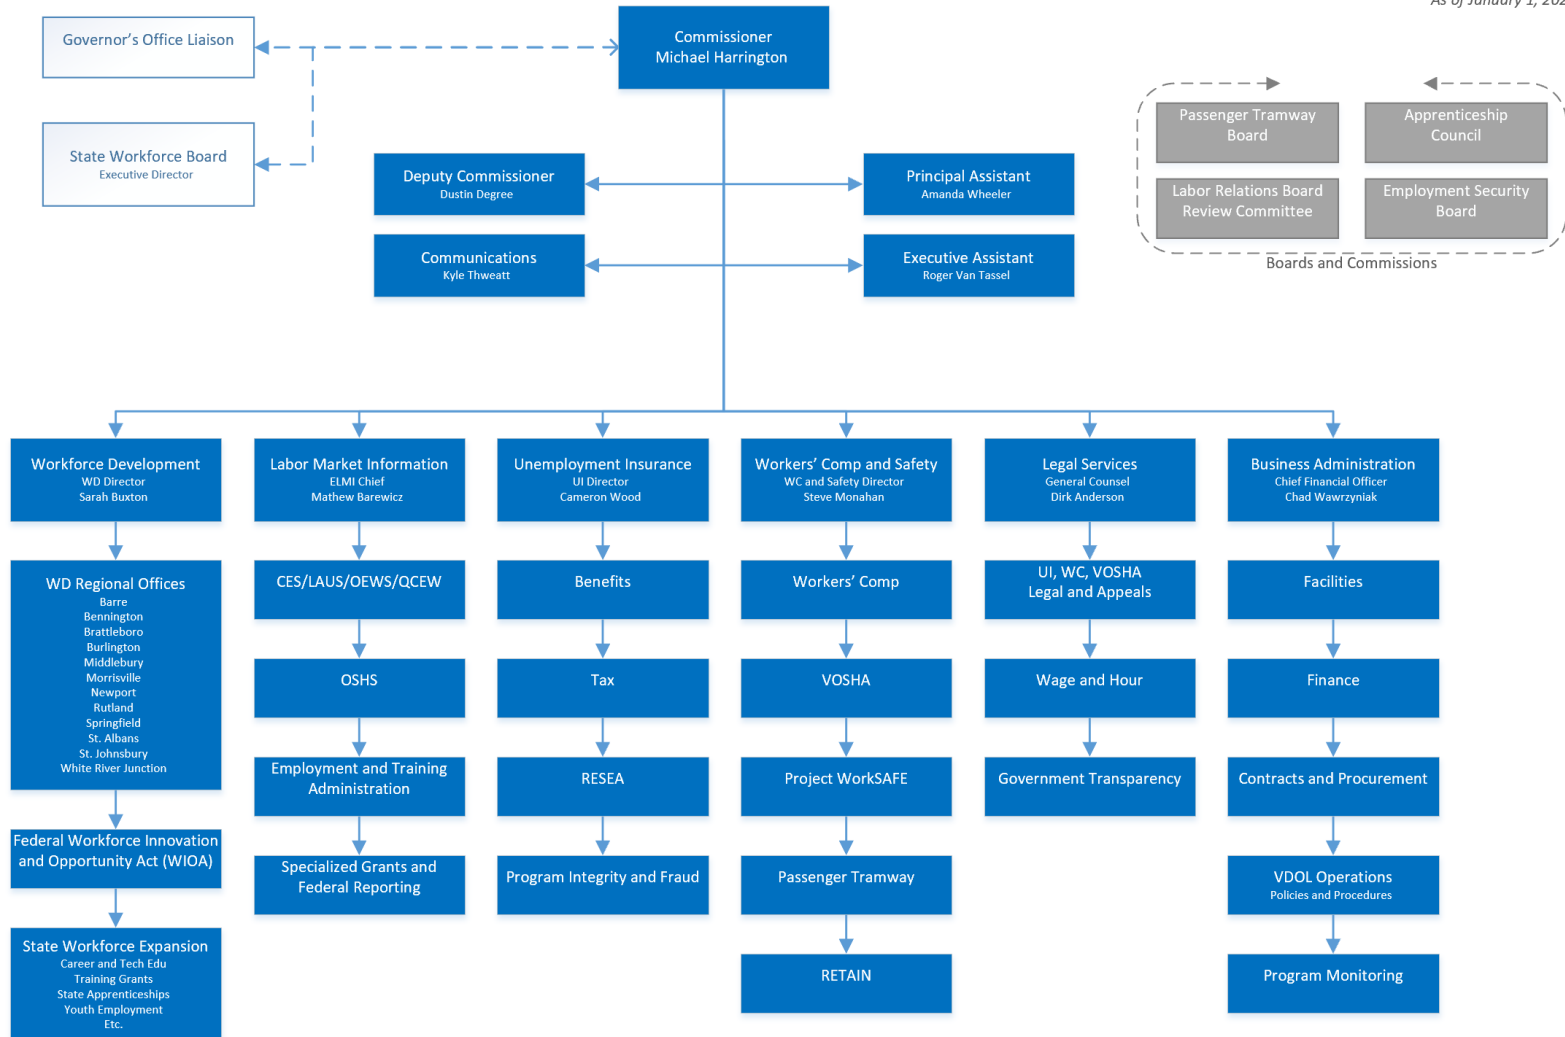 As of January 1,
Governor's Office Liaison
Commissioner
Michael Harrington
State Workforce Board
Executive Director
Deputy Commissioner
Dustin Degree
Principal Assistant
Amanda Wheeler
Communications
Kyle Thweatt
Executive Assistant
Roger Van Tassel
Passenger Tramway
Board
Apprenticeship
Council
Labor Relations Board
Review Committee
Employment Security
Board
Boards and Commissions
Workforce Development
WD Director
Sarah Buxton
Labor Market Information
ELMI Chief
Mathew Barewicz
Unemployment Insurance
UI Director
Cameron Wood
Workers' Comp and Safety
WC and Safety Director
Steve Monahan
Legal Services
General Counsel
Dirk Anderson
Business Administration
Chief Financial Officer
Chad Wawrzyniak
WD Regional Offices
Barre
Bennington
Brattleboro
Burlington
Middlebury
Morrisville
Newport
Rutland
Springfield
St. Albans
St. Johnsbury
White River Junction
Federal Workforce Innovation
and Opportunity Act (WIOA)
State Workforce Expansion
Career and Tech Edu
Training Grants
State Apprenticeships
Youth Employment
Etc.
CES/LAUS/OEWS/QCEW
OSHS
Employment and Training
Administration
Specialized Grants and
Federal Reporting
Benefits
Tax
RESEA
Program Integrity and Fraud
Workers' Comp
VOSHA
Project WorkSAFE
Passenger Tramway
RETAIN
UI, WC, VOSHA
Legal and Appeals
Wage and Hour
Government Transparency
Facilities
Finance
Contracts and Procurement
VDOL Operations
Policies and Procedures
Program Monitoring